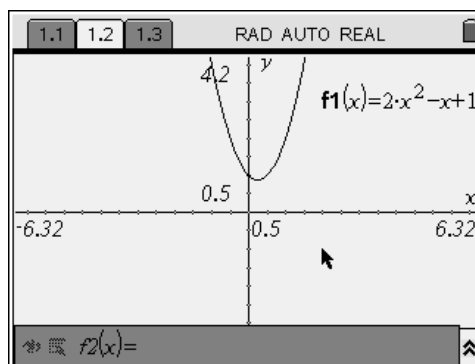 1.1 1.2 1.3 RAD AUTO REAL
4.2 y
f1(x)=2·x²−x+1
0.5 x
-6.32 0.5 6.32
f2(x)=